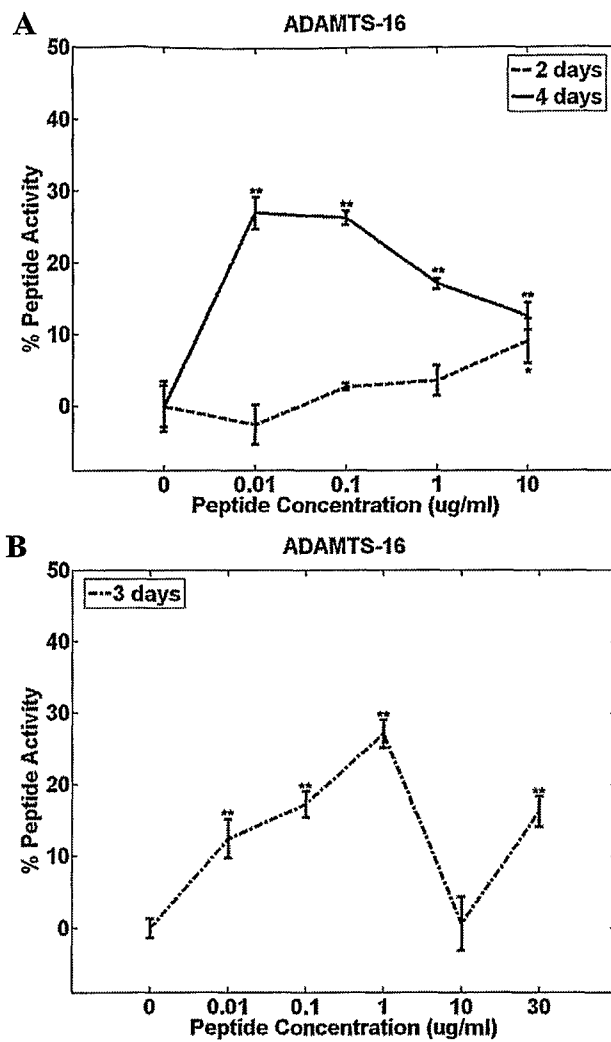 A
ADAMTS-16
50
40
30
20
10
0
% Peptide Activity
2 days
4 days
**
**
**
**
*
0 0.01 0.1 1 10
Peptide Concentration (ug/ml)
B
ADAMTS-16
50
40
30
20
10
0
% Peptide Activity
3 days
**
**
**
**
0 0.01 0.1 1 10 30
Peptide Concentration (ug/ml)